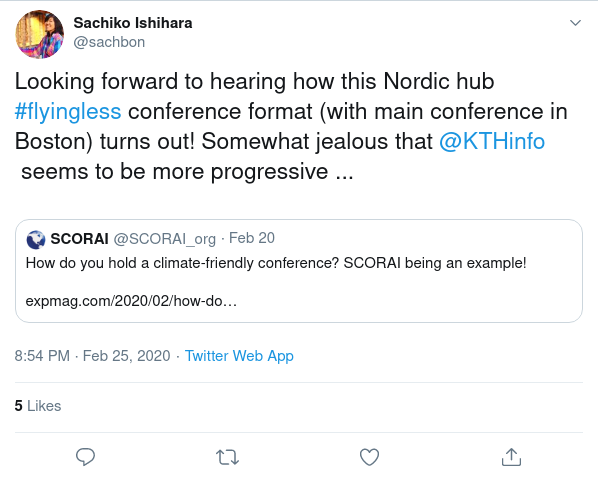 Sachiko Ishihara
@sachbon
Looking forward to hearing how this Nordic hub
#flyingless conference format (with main conference in
Boston) turns out! Somewhat jealous that @KTHinfo
seems to be more progressive ...
SCORAI @SCORAI_org · Feb 20
How do you hold a climate-friendly conference? SCORAI being an example!
expmag.com/2020/02/how-do…
8:54 PM · Feb 25, 2020 · Twitter Web App
5 Likes